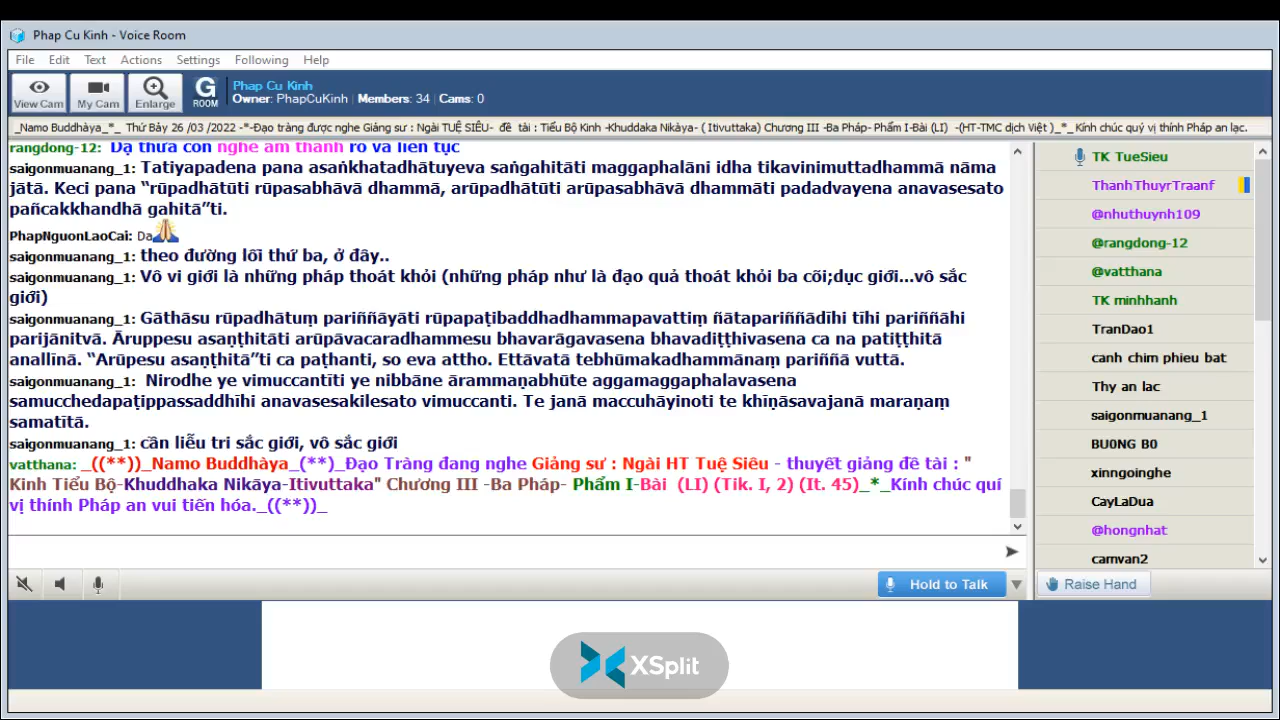 Phap Cu Kinh - Voice Room
File Edit Text Actions Settings Following Help
View Cam My Cam Enlarge G ROOM
Phap Cu Kinh
Owner: PhapCuKinh | Members: 34 | Cams: 0
_Namo Buddhàya_*_ Thứ Bảy 26 /03 /2022 -*-Đạo tràng được nghe Giảng sư : Ngài TUỆ SIÊU- đề tài : Tiểu Bộ Kinh -Khuddaka Nikàya- ( Itivuttaka) Chương III -Ba Pháp- Phẩm I-Bài (LI) -(HT-TMC dịch Việt )_*_ Kính chúc quý vị thính Pháp an lạc.
rangdong-12: Dạ thưa con nghe âm thanh rõ và liên tục
saigonmuanang_1: Tatiyapadena pana asaṅkhatadhātuyeva saṅgahitāti maggaphalāni idha tikavinimuttadhammā nāma
jātā. Keci pana “rūpadhātūti rūpasabhāvā dhammā, arūpadhātūti arūpasabhāvā dhammāti padadvayena anavasesato
pañcakkhandhā gahitā”ti.
PhapNguonLaoCai: Dạ
saigonmuanang_1: theo đường lối thứ ba, ở đây..
saigonmuanang_1: Vô vi giới là những pháp thoát khỏi (những pháp như là đạo quả thoát khỏi ba cõi;dục giới...vô sắc
giới)
saigonmuanang_1: Gāthāsu rūpadhātuṃ pariññāyāti rūpapaṭibaddhadhammapavattiṃ ñātapariññādīhi tīhi pariññāhi
parijānitvā. Āruppesu asaṇṭhitāti arūpāvacaradhammesu bhavarāgavasena bhavadiṭṭhivasena ca na patiṭṭhitā
anallīnā. “Arūpesu asaṇṭhitā”ti ca paṭhanti, so eva attho. Ettāvatā tebhūmakadhammānaṃ pariññā vuttā.
saigonmuanang_1: Nirodhe ye vimuccantīti ye nibbāne ārammaṇabhūte aggamaggaphalavasena
samucchedapaṭippassaddhīhi anavasesakilesato vimuccanti. Te janā maccuhāyinoti te khīṇāsavajanā maraṇaṃ
samatītā.
saigonmuanang_1: cần liễu tri sắc giới, vô sắc giới
vatthana: _((**))_Namo Buddhàya_(**)_Đạo Tràng đang nghe Giảng sư : Ngài HT Tuệ Siêu - thuyết giảng đề tài : "
Kinh Tiểu Bộ-Khuddhaka Nikāya-Itivuttaka" Chương III -Ba Pháp- Phẩm I-Bài (LI) (Tik. I, 2) (It. 45)_*_Kính chúc quí
vị thính Pháp an vui tiến hóa._((**))_
TK TueSieu
ThanhThuyrTraanf
@nhuthuynh109
@rangdong-12
@vatthana
TK minhhanh
TranDao1
canh chim phieu bat
Thy an lac
saigonmuanang_1
BU0NG B0
xinngoinghe
CayLaDua
@hongnhat
camvan2
Hold to Talk
Raise Hand
XSplit